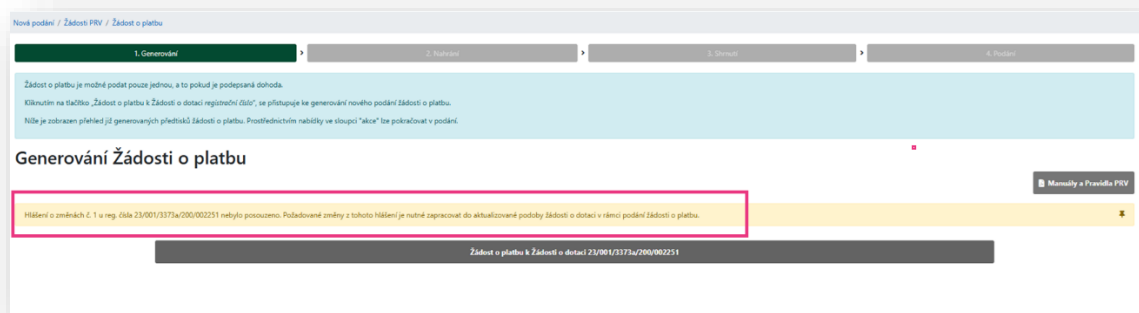 Nová podání / Žádosti PRV / Žádost o platbu
1. Generování
2. Nahrání
3. Shrnutí
4. Podání
Žádost o platbu je možné podat pouze jednou, a to pokud je podepsaná dohoda.
Kliknutím na tlačítko „Žádost o platbu k Žádosti o dotaci registrační číslo", se přistupuje ke generování nového podání žádosti o platbu.
Níže je zobrazen přehled již generovaných předtisků žádosti o platbu. Prostřednictvím nabídky ve sloupci "akce" lze pokračovat v podání.
Generování Žádosti o platbu
Manuály a Pravidla PRV
Hlášení o změnách č. 1 u reg. čísla 23/001/3373a/200/002251 nebylo posouzeno. Požadované změny z tohoto hlášení je nutné zapracovat do aktualizované podoby žádosti o dotaci v rámci podání žádosti o platbu.
Žádost o platbu k Žádosti o dotaci 23/001/3373a/200/002251